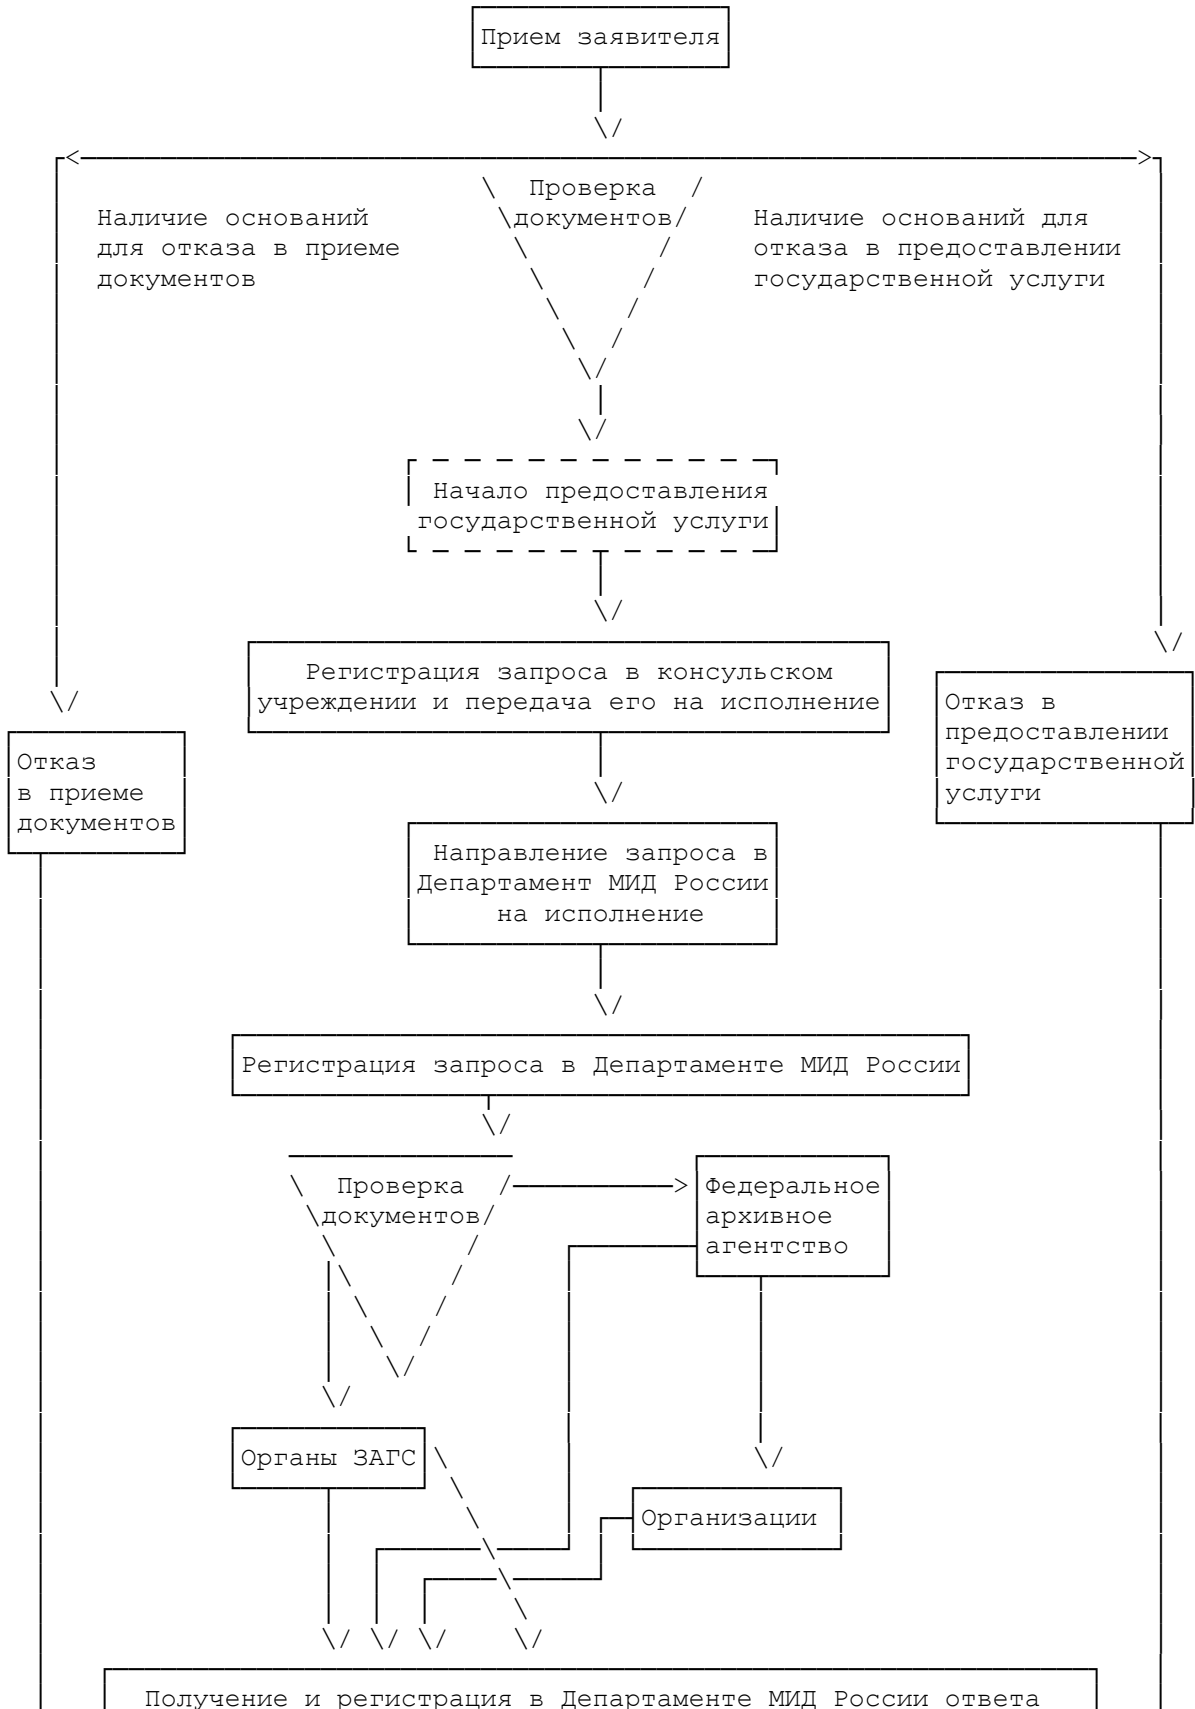 Прием заявителя
Проверка
документов
Наличие оснований
для отказа в приеме
документов
Наличие оснований для
отказа в предоставлении
государственной услуги
Начало предоставления
государственной услуги
Регистрация запроса в консульском
учреждении и передача его на исполнение
Отказ в
предоставлении
государственной
услуги
Отказ
в приеме
документов
Направление запроса в
Департамент МИД России
на исполнение
Регистрация запроса в Департаменте МИД России
Проверка
документов
Федеральное
архивное
агентство
Органы ЗАГС
Организации
Получение и регистрация в Департаменте МИД России ответа